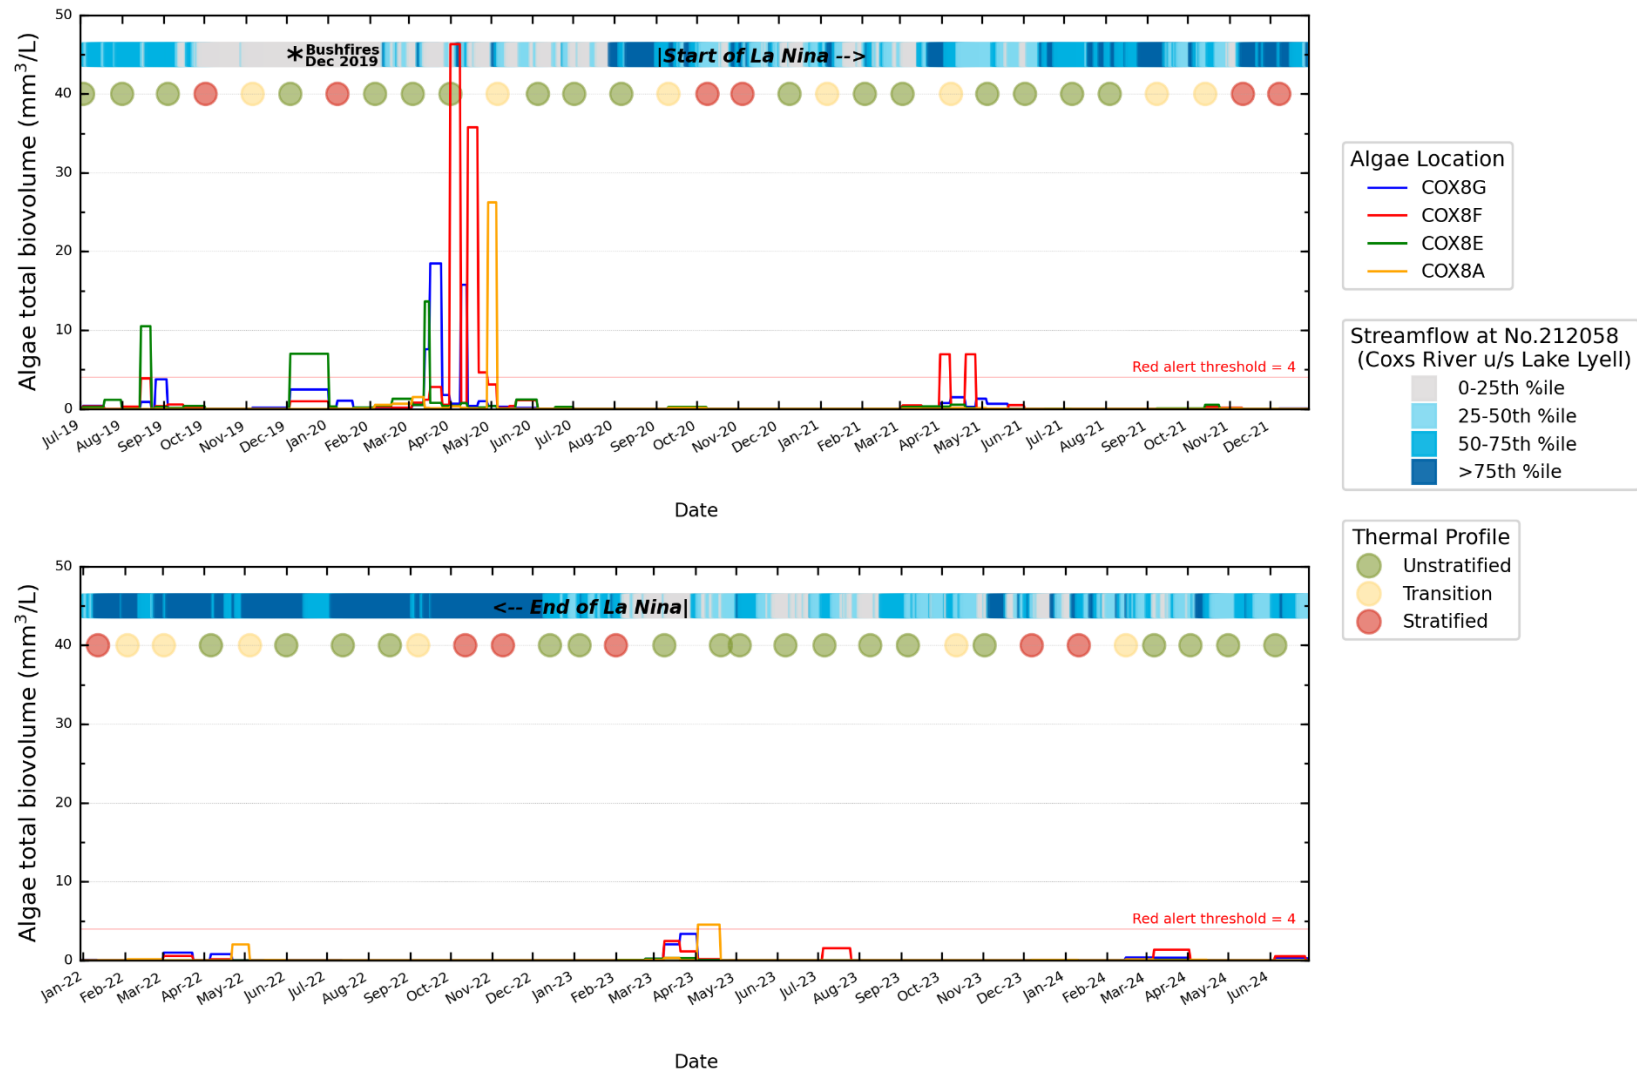 50
40
30
20
10
0
Algae total biovolume (mm³/L)
* Bushfires
Dec 2019
|Start of La Nina -->
Red alert threshold = 4
Jul-19
Aug-19
Sep-19
Oct-19
Nov-19
Dec-19
Jan-20
Feb-20
Mar-20
Apr-20
May-20
Jun-20
Jul-20
Aug-20
Sep-20
Oct-20
Nov-20
Dec-20
Jan-21
Feb-21
Mar-21
Apr-21
May-21
Jun-21
Jul-21
Aug-21
Sep-21
Oct-21
Nov-21
Dec-21
Date
Algae Location
COX8G
COX8F
COX8E
COX8A
Streamflow at No.212058
(Coxs River u/s Lake Lyell)
0-25th %ile
25-50th %ile
50-75th %ile
>75th %ile
Thermal Profile
Unstratified
Transition
Stratified
50
40
30
20
10
0
Algae total biovolume (mm³/L)
<-- End of La Nina|
Red alert threshold = 4
Jan-22
Feb-22
Mar-22
Apr-22
May-22
Jun-22
Jul-22
Aug-22
Sep-22
Oct-22
Nov-22
Dec-22
Jan-23
Feb-23
Mar-23
Apr-23
May-23
Jun-23
Jul-23
Aug-23
Sep-23
Oct-23
Nov-23
Dec-23
Jan-24
Feb-24
Mar-24
Apr-24
May-24
Jun-24
Date